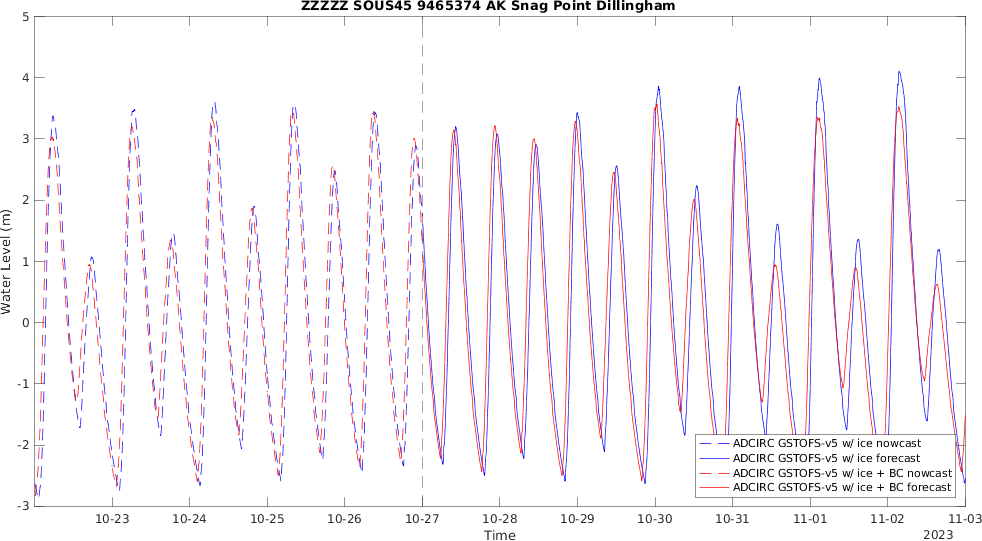 ZZZZZ SOUS45 9465374 AK Snag Point Dillingham
5
4
3
2
1
0
-1
-2
-3
Water Level (m)
ADCIRC GSTOFS-v5 w/ ice nowcast
ADCIRC GSTOFS-v5 w/ ice forecast
ADCIRC GSTOFS-v5 w/ ice + BC nowcast
ADCIRC GSTOFS-v5 w/ ice + BC forecast
10-23 10-24 10-25 10-26 10-27 10-28 10-29 10-30 10-31 11-01 11-02 11-03
Time
2023